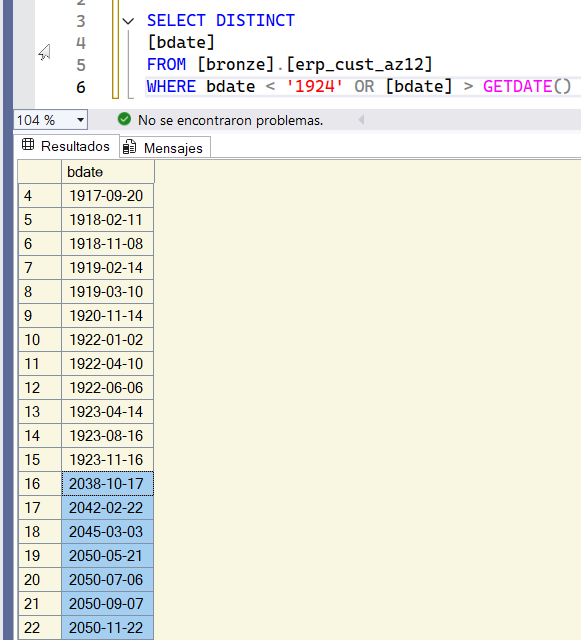 2
3 SELECT DISTINCT
4 [bdate]
5 FROM [bronze].[erp_cust_az12]
6 WHERE bdate < '1924' OR [bdate] > GETDATE()
104 % No se encontraron problemas.
Resultados Mensajes
bdate
4 1917-09-20
5 1918-02-11
6 1918-11-08
7 1919-02-14
8 1919-03-10
9 1920-11-14
10 1922-01-02
11 1922-04-10
12 1922-06-06
13 1923-04-14
14 1923-08-16
15 1923-11-16
16 2038-10-17
17 2042-02-22
18 2045-03-03
19 2050-05-21
20 2050-07-06
21 2050-09-07
22 2050-11-22